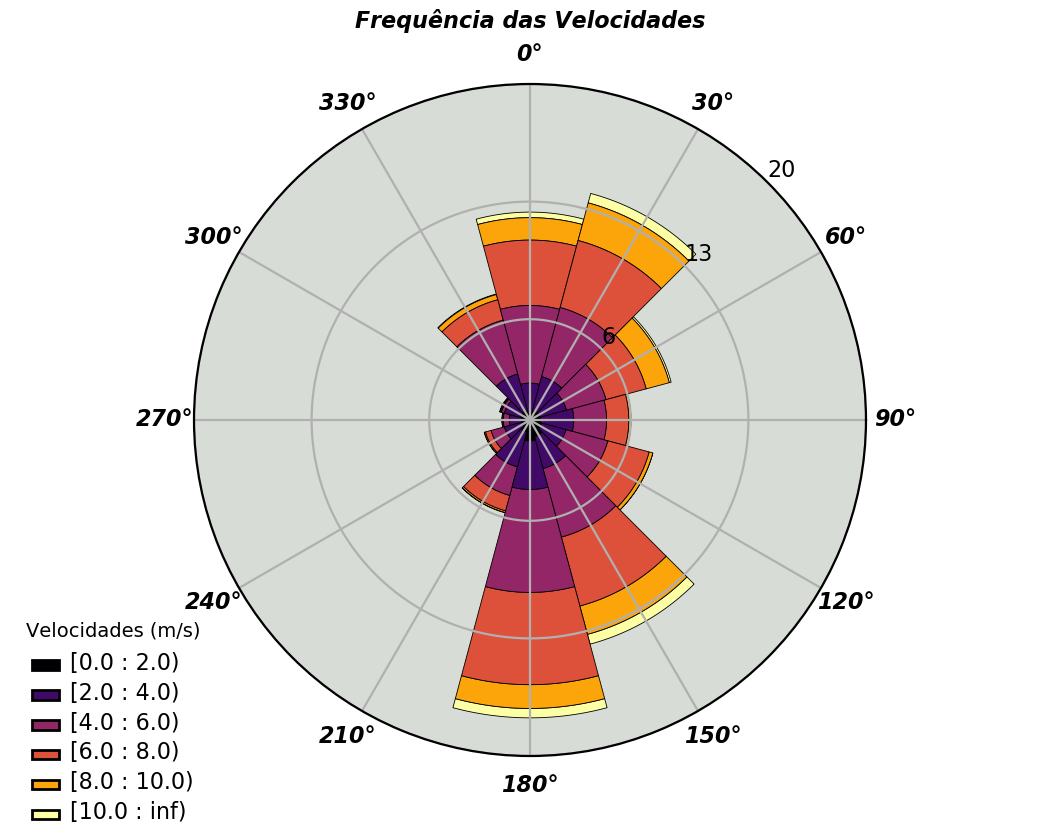 Frequência das Velocidades
0°
330°
30°
20
300°
60°
13
6
270°
90°
240°
120°
210°
150°
180°
Velocidades (m/s)
[0.0 : 2.0)
[2.0 : 4.0)
[4.0 : 6.0)
[6.0 : 8.0)
[8.0 : 10.0)
[10.0 : inf)